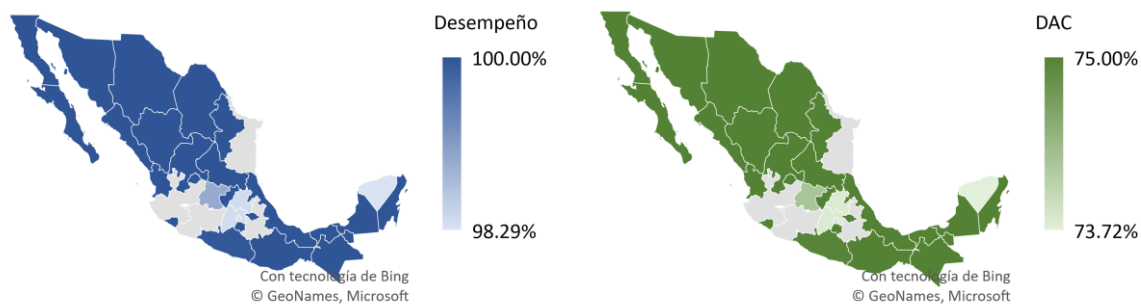 Desempeño
100.00%
98.29%
Con tecnología de Bing
© GeoNames, Microsoft
DAC
75.00%
73.72%
Con tecnología de Bing
© GeoNames, Microsoft